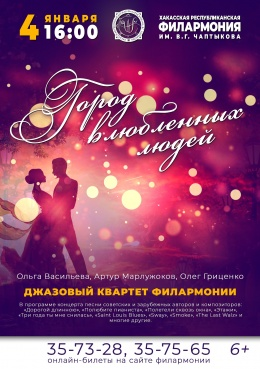 4 ЯНВАРЯ
16:00
ХАКАССКАЯ РЕСПУБЛИКАНСКАЯ
ФИЛАРМОНИЯ
ИМ. В.Г. ЧАПТЫКОВА
Город
влюбленных
людей
Ольга Васильева, Артур Марлужоков, Олег Гриценко
ДЖАЗОВЫЙ КВАРТЕТ ФИЛАРМОНИИ
В программе концерта песни советских и зарубежных авторов и композиторов:
«Дорогой длинною», «Полюбите пианиста», «Полетели сквозь окна», «Этажи»,
«Три года ты мне снилась», «Saint Louis Blues», «Sway», «Smoke», «The Last Walz» и
многие другие.
35-73-28, 35-75-65 6+
онлайн-билеты на сайте филармонии